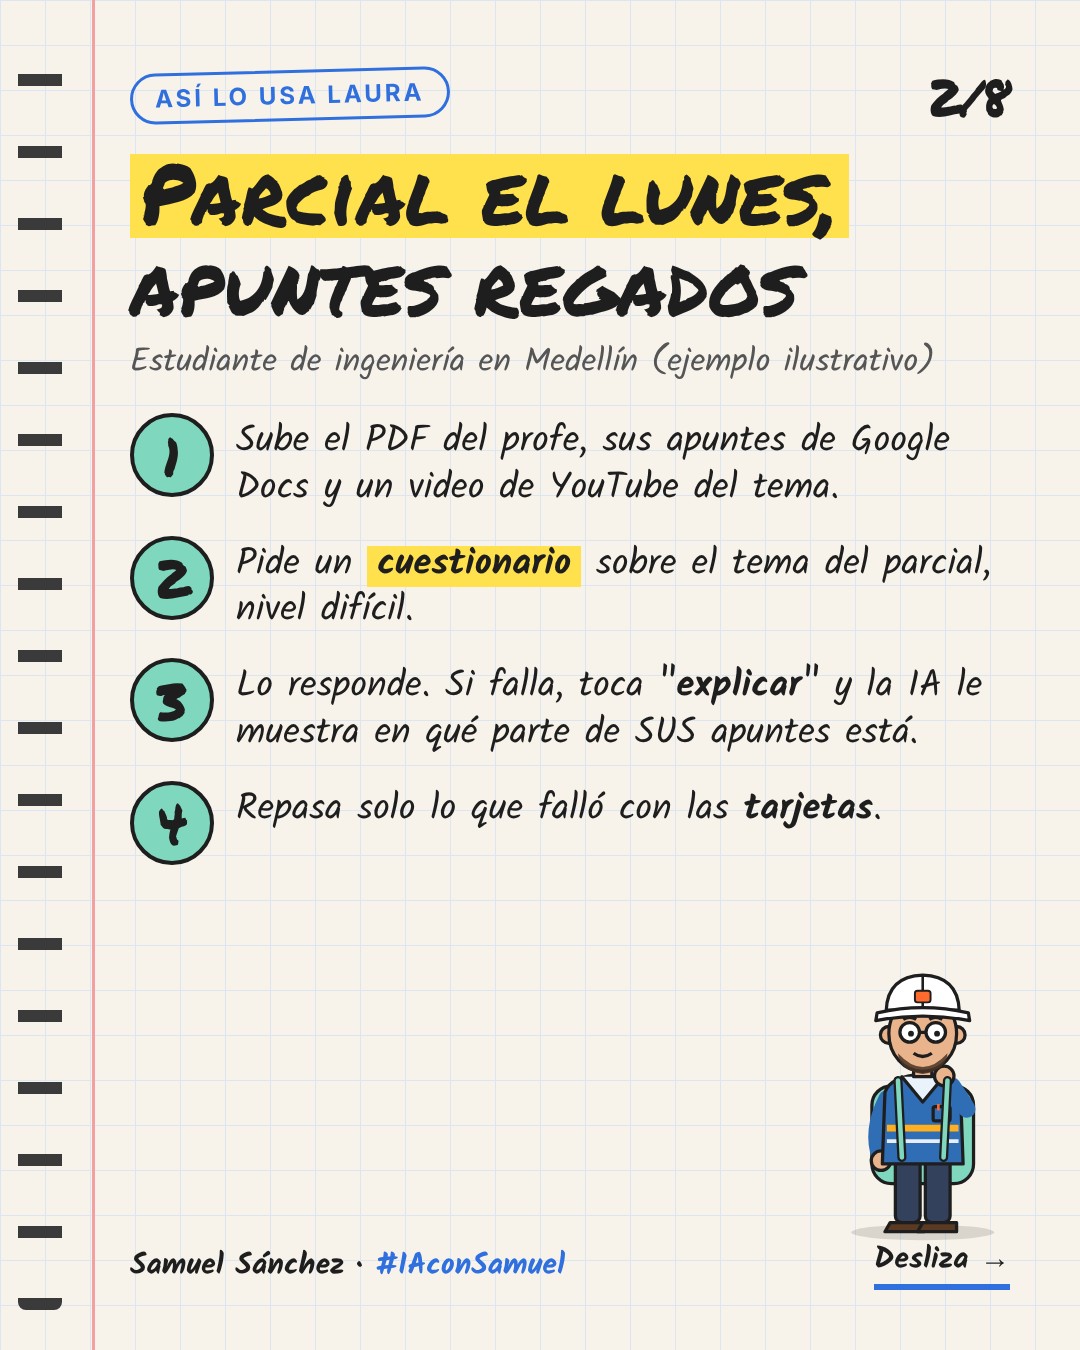 ASÍ LO USA LAURA
2/8
PARCIAL EL LUNES,
APUNTES REGADOS
Estudiante de ingeniería en Medellín (ejemplo ilustrativo)
1
Sube el PDF del profe, sus apuntes de Google
Docs y un video de YouTube del tema.
2
Pide un cuestionario sobre el tema del parcial,
nivel difícil.
3
Lo responde. Si falla, toca "explicar" y la IA le
muestra en qué parte de SUS apuntes está.
4
Repasa solo lo que falló con las tarjetas.
Samuel Sánchez · #IAconSamuel
Desliza →